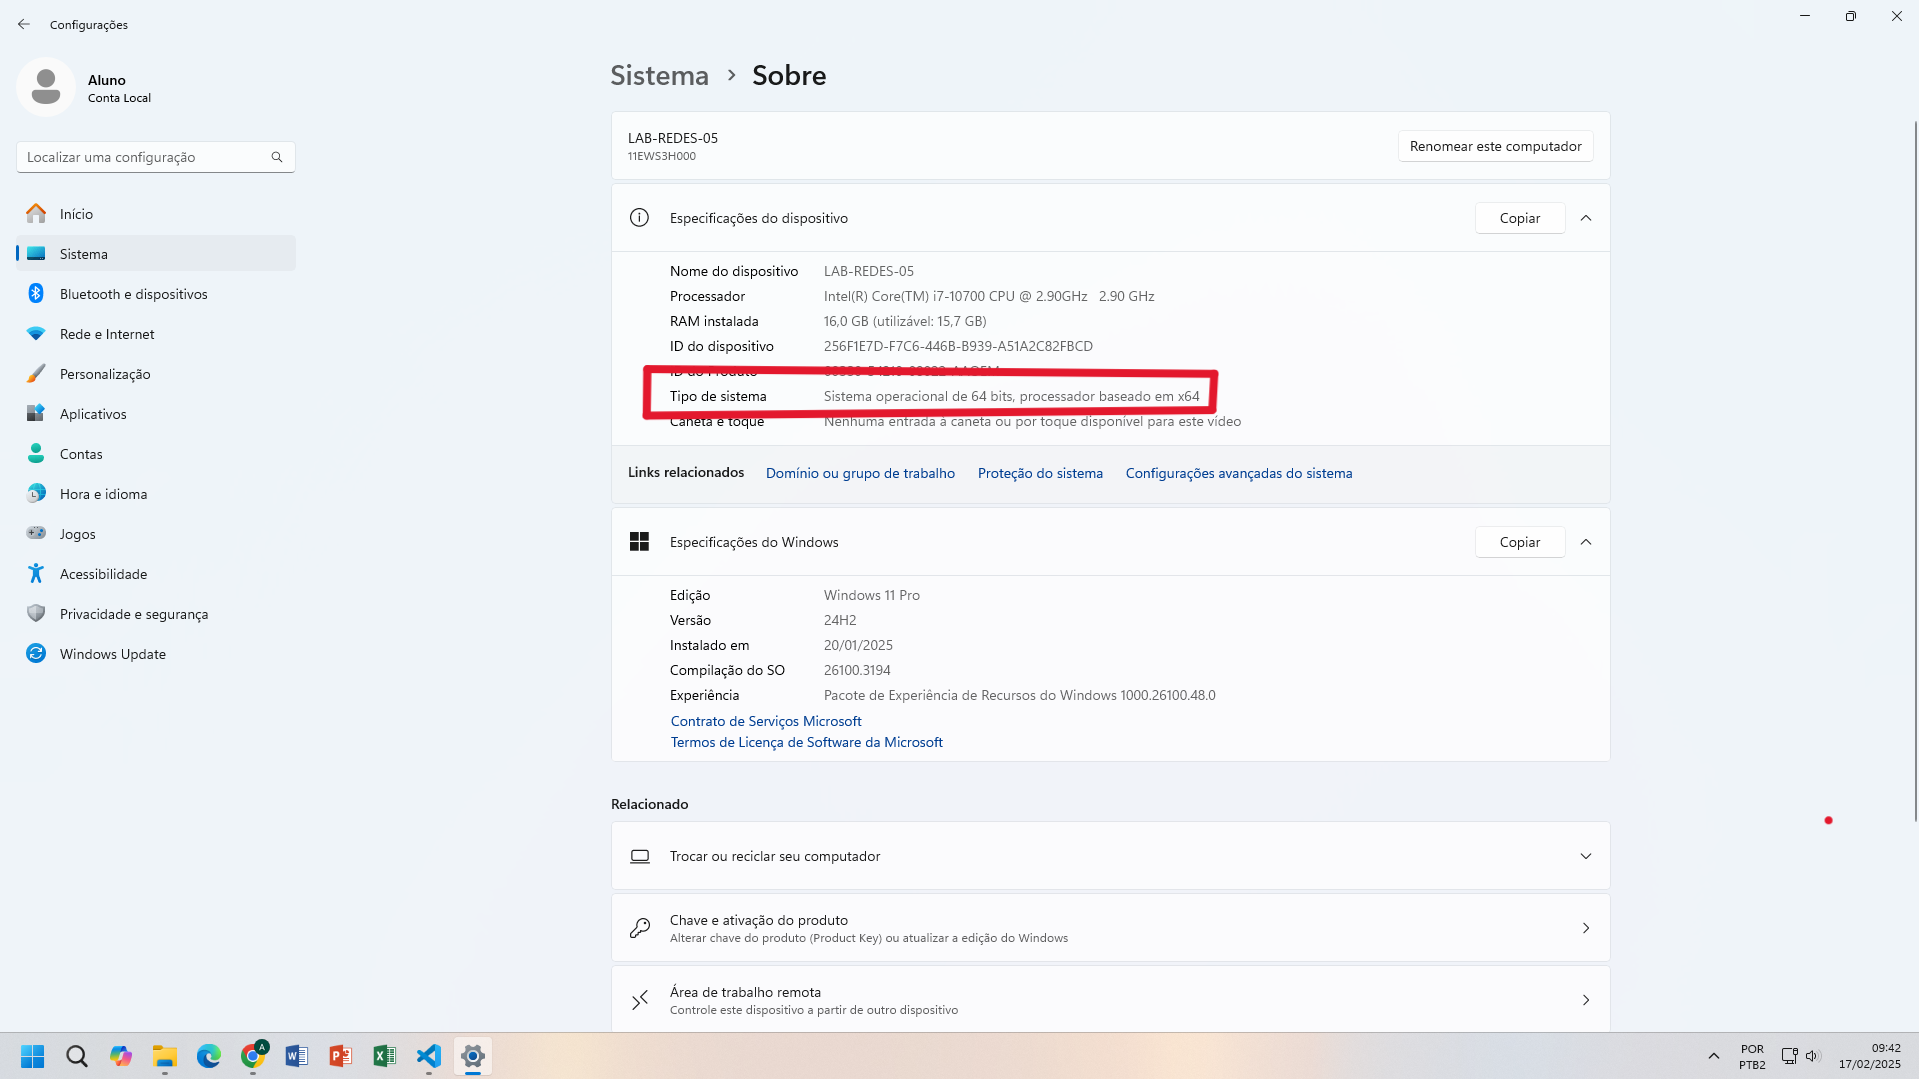 Configurações
Aluno
Conta Local
Localizar uma configuração
Início
Sistema
Bluetooth e dispositivos
Rede e Internet
Personalização
Aplicativos
Contas
Hora e idioma
Jogos
Acessibilidade
Privacidade e segurança
Windows Update
Sistema > Sobre
LAB-REDES-05
11EWS3H000
Renomear este computador
Especificações do dispositivo
Copiar
Nome do dispositivo LAB-REDES-05
Processador Intel(R) Core(TM) i7-10700 CPU @ 2.90GHz 2.90 GHz
RAM instalada 16,0 GB (utilizável: 15,7 GB)
ID do dispositivo 256F1E7D-F7C6-446B-B939-A51A2C82FBCD
ID do Produto
Tipo de sistema Sistema operacional de 64 bits, processador baseado em x64
Caneta e toque Nenhuma entrada à caneta ou por toque disponível para este vídeo
Links relacionados Domínio ou grupo de trabalho Proteção do sistema Configurações avançadas do sistema
Especificações do Windows
Copiar
Edição Windows 11 Pro
Versão 24H2
Instalado em 20/01/2025
Compilação do SO 26100.3194
Experiência Pacote de Experiência de Recursos do Windows 1000.26100.48.0
Contrato de Serviços Microsoft
Termos de Licença de Software da Microsoft
Relacionado
Trocar ou reciclar seu computador
Chave e ativação do produto
Alterar chave do produto (Product Key) ou atualizar a edição do Windows
Área de trabalho remota
Controle este dispositivo a partir de outro dispositivo
A
POR
PTB2
09:42
17/02/2025